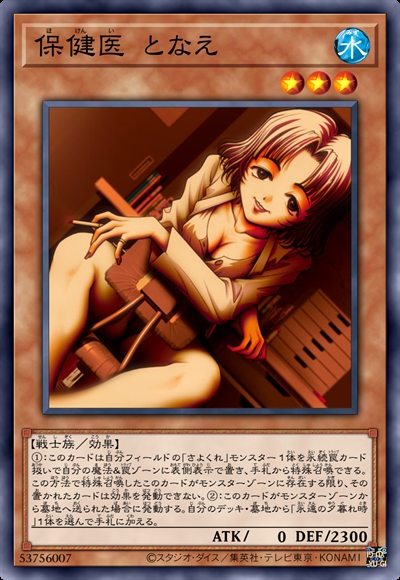 保健医 となえ
水
【戦士族／効果】
①:このカードは自分フィールドの「さよくれ」モンスター1体を永続罠カード
扱いで自分の魔法&罠ゾーンに表側表示で置き、手札から特殊召喚できる。
この方法で特殊召喚したこのカードがモンスターゾーンに存在する限り、その
置かれたカードは効果を発動できない。②:このカードがモンスターゾーンから
墓地へ送られた場合に発動する。自分のデッキ・墓地から「永遠の夕暮れ時
」1体を選んで手札に加る。
ATK/ 0 DEF/2300
53756007 ©スタジオ・ダイス／集英社・テレビ東京・KONAMI